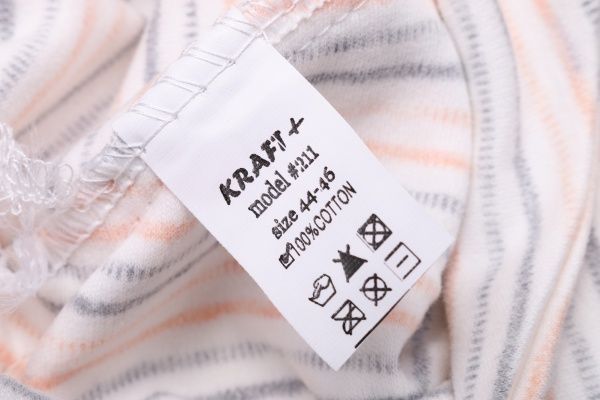 KRAFT +
model #211
size 44-46
100%COTTON